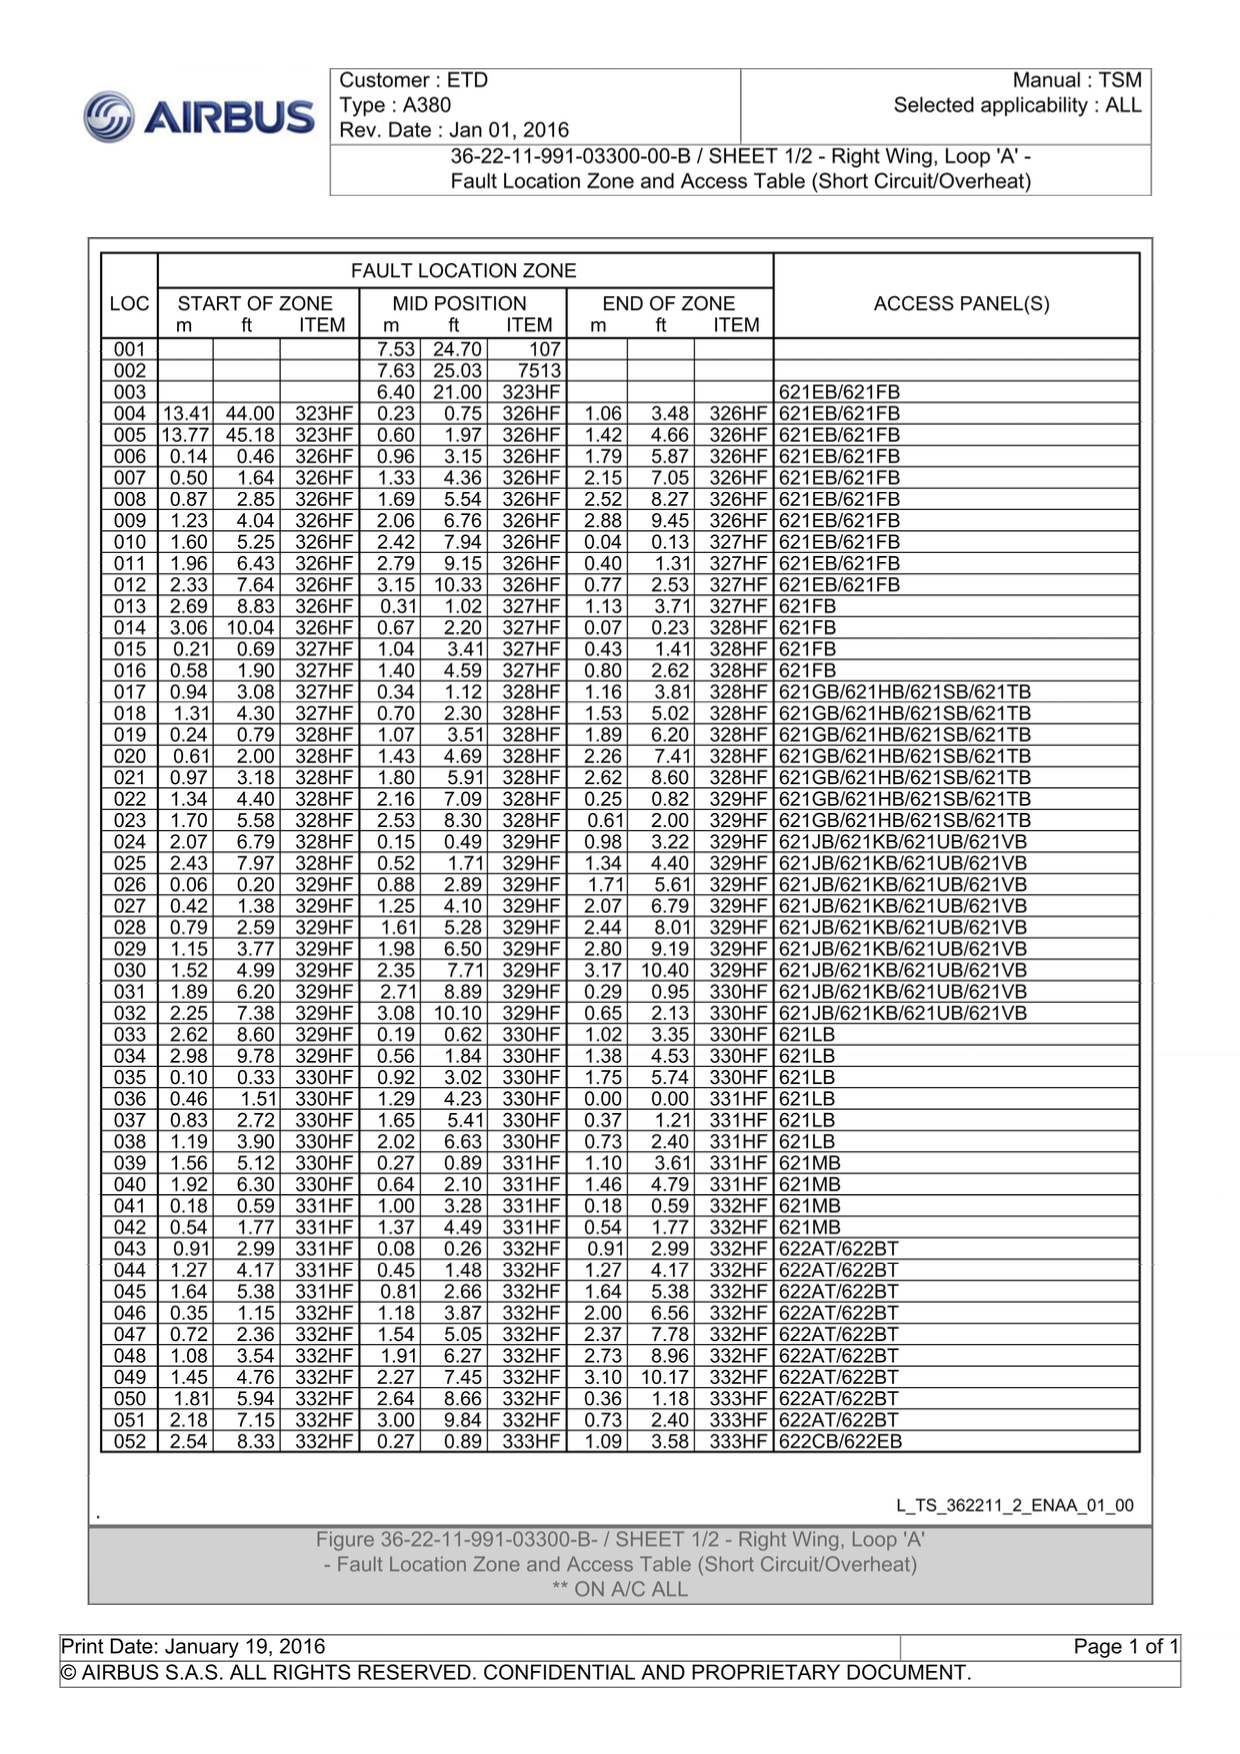 AIRBUS
Customer : ETD
Type : A380
Rev. Date : Jan 01, 2016
Manual : TSM
Selected applicability : ALL
36-22-11-991-03300-00-B / SHEET 1/2 - Right Wing, Loop 'A' -
Fault Location Zone and Access Table (Short Circuit/Overheat)
FAULT LOCATION ZONE
LOC START OF ZONE MID POSITION END OF ZONE ACCESS PANEL(S)
m ft ITEM m ft ITEM m ft ITEM
001 7.53 24.70 107
002 7.63 25.03 7513
003 6.40 21.00 323HF 621EB/621FB
004 13.41 44.00 323HF 0.23 0.75 326HF 1.06 3.48 326HF 621EB/621FB
005 13.77 45.18 323HF 0.60 1.97 326HF 1.42 4.66 326HF 621EB/621FB
006 0.14 0.46 326HF 0.96 3.15 326HF 1.79 5.87 326HF 621EB/621FB
007 0.50 1.64 326HF 1.33 4.36 326HF 2.15 7.05 326HF 621EB/621FB
008 0.87 2.85 326HF 1.69 5.54 326HF 2.52 8.27 326HF 621EB/621FB
009 1.23 4.04 326HF 2.06 6.76 326HF 2.88 9.45 326HF 621EB/621FB
010 1.60 5.25 326HF 2.42 7.94 326HF 0.04 0.13 327HF 621EB/621FB
011 1.96 6.43 326HF 2.79 9.15 326HF 0.40 1.31 327HF 621EB/621FB
012 2.33 7.64 326HF 3.15 10.33 326HF 0.77 2.53 327HF 621EB/621FB
013 2.69 8.83 326HF 0.31 1.02 327HF 1.13 3.71 327HF 621FB
014 3.06 10.04 326HF 0.67 2.20 327HF 0.07 0.23 328HF 621FB
015 0.21 0.69 327HF 1.04 3.41 327HF 0.43 1.41 328HF 621FB
016 0.58 1.90 327HF 1.40 4.59 327HF 0.80 2.62 328HF 621FB
017 0.94 3.08 327HF 0.34 1.12 328HF 1.16 3.81 328HF 621GB/621HB/621SB/621TB
018 1.31 4.30 327HF 0.70 2.30 328HF 1.53 5.02 328HF 621GB/621HB/621SB/621TB
019 0.24 0.79 328HF 1.07 3.51 328HF 1.89 6.20 328HF 621GB/621HB/621SB/621TB
020 0.61 2.00 328HF 1.43 4.69 328HF 2.26 7.41 328HF 621GB/621HB/621SB/621TB
021 0.97 3.18 328HF 1.80 5.91 328HF 2.62 8.60 328HF 621GB/621HB/621SB/621TB
022 1.34 4.40 328HF 2.16 7.09 328HF 0.25 0.82 329HF 621GB/621HB/621SB/621TB
023 1.70 5.58 328HF 2.53 8.30 328HF 0.61 2.00 329HF 621GB/621HB/621SB/621TB
024 2.07 6.79 328HF 0.15 0.49 329HF 0.98 3.22 329HF 621JB/621KB/621UB/621VB
025 2.43 7.97 328HF 0.52 1.71 329HF 1.34 4.40 329HF 621JB/621KB/621UB/621VB
026 0.06 0.20 329HF 0.88 2.89 329HF 1.71 5.61 329HF 621JB/621KB/621UB/621VB
027 0.42 1.38 329HF 1.25 4.10 329HF 2.07 6.79 329HF 621JB/621KB/621UB/621VB
028 0.79 2.59 329HF 1.61 5.28 329HF 2.44 8.01 329HF 621JB/621KB/621UB/621VB
029 1.15 3.77 329HF 1.98 6.50 329HF 2.80 9.19 329HF 621JB/621KB/621UB/621VB
030 1.52 4.99 329HF 2.35 7.71 329HF 3.17 10.40 329HF 621JB/621KB/621UB/621VB
031 1.89 6.20 329HF 2.71 8.89 329HF 0.29 0.95 330HF 621JB/621KB/621UB/621VB
032 2.25 7.38 329HF 3.08 10.10 329HF 0.65 2.13 330HF 621JB/621KB/621UB/621VB
033 2.62 8.60 329HF 0.19 0.62 330HF 1.02 3.35 330HF 621LB
034 2.98 9.78 329HF 0.56 1.84 330HF 1.38 4.53 330HF 621LB
035 0.10 0.33 330HF 0.92 3.02 330HF 1.75 5.74 330HF 621LB
036 0.46 1.51 330HF 1.29 4.23 330HF 0.00 0.00 331HF 621LB
037 0.83 2.72 330HF 1.65 5.41 330HF 0.37 1.21 331HF 621LB
038 1.19 3.90 330HF 2.02 6.63 330HF 0.73 2.40 331HF 621LB
039 1.56 5.12 330HF 0.27 0.89 331HF 1.10 3.61 331HF 621MB
040 1.92 6.30 330HF 0.64 2.10 331HF 1.46 4.79 331HF 621MB
041 0.18 0.59 331HF 1.00 3.28 331HF 0.18 0.59 332HF 621MB
042 0.54 1.77 331HF 1.37 4.49 331HF 0.54 1.77 332HF 621MB
043 0.91 2.99 331HF 0.08 0.26 332HF 0.91 2.99 332HF 622AT/622BT
044 1.27 4.17 331HF 0.45 1.48 332HF 1.27 4.17 332HF 622AT/622BT
045 1.64 5.38 331HF 0.81 2.66 332HF 1.64 5.38 332HF 622AT/622BT
046 0.35 1.15 332HF 1.18 3.87 332HF 2.00 6.56 332HF 622AT/622BT
047 0.72 2.36 332HF 1.54 5.05 332HF 2.37 7.78 332HF 622AT/622BT
048 1.08 3.54 332HF 1.91 6.27 332HF 2.73 8.96 332HF 622AT/622BT
049 1.45 4.76 332HF 2.27 7.45 332HF 3.10 10.17 332HF 622AT/622BT
050 1.81 5.94 332HF 2.64 8.66 332HF 0.36 1.18 333HF 622AT/622BT
051 2.18 7.15 332HF 3.00 9.84 332HF 0.73 2.40 333HF 622AT/622BT
052 2.54 8.33 332HF 0.27 0.89 333HF 1.09 3.58 333HF 622CB/622EB
L_TS_362211_2_ENAA_01_00
.
Figure 36-22-11-991-03300-B- / SHEET 1/2 - Right Wing, Loop 'A'
- Fault Location Zone and Access Table (Short Circuit/Overheat)
** ON A/C ALL
Print Date: January 19, 2016 Page 1 of 1
© AIRBUS S.A.S. ALL RIGHTS RESERVED. CONFIDENTIAL AND PROPRIETARY DOCUMENT.